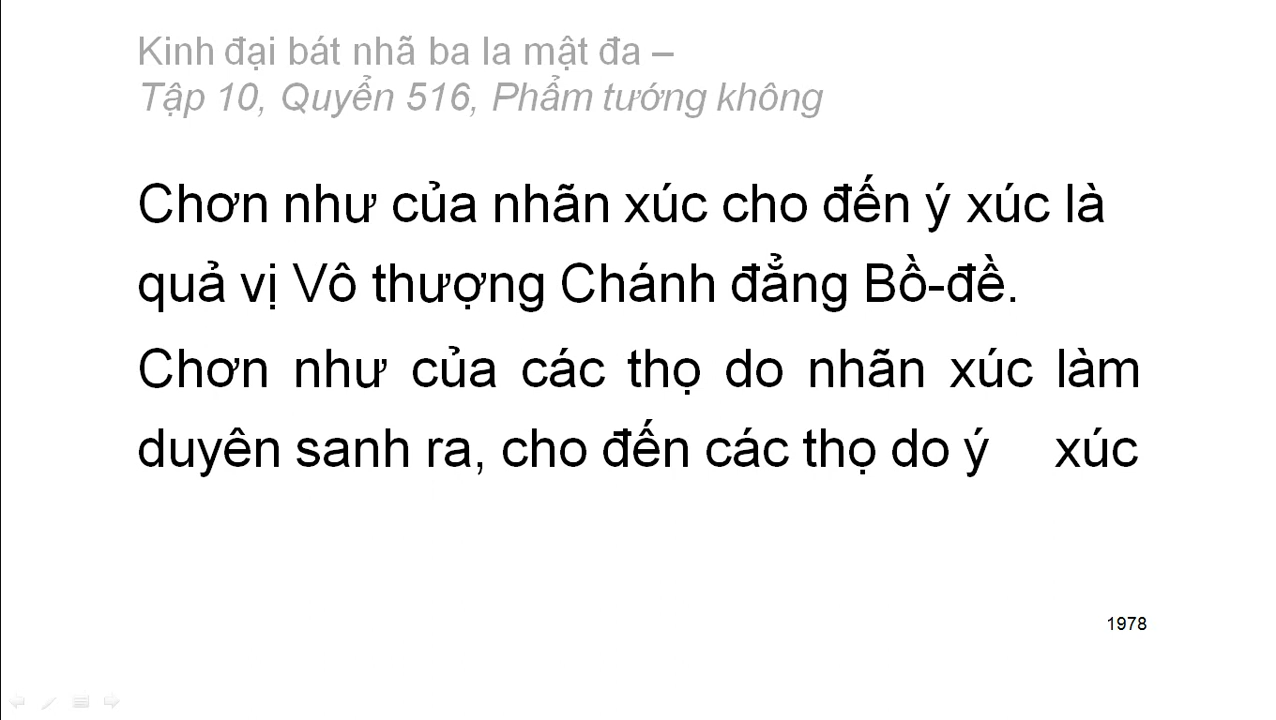 Kinh đại bát nhã ba la mật đa –
Tập 10, Quyển 516, Phẩm tướng không
Chơn như của nhãn xúc cho đến ý xúc là
quả vị Vô thượng Chánh đẳng Bồ-đề.
Chơn như của các thọ do nhãn xúc làm
duyên sanh ra, cho đến các thọ do ý xúc
1978